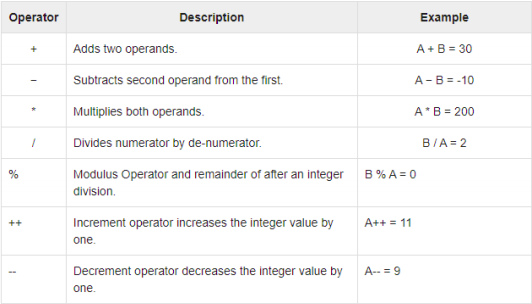 Operator Description Example
+ Adds two operands. A + B = 30
− Subtracts second operand from the first. A − B = -10
* Multiplies both operands. A * B = 200
/ Divides numerator by de-numerator. B / A = 2
% Modulus Operator and remainder of after an integer B % A = 0
division.
++ Increment operator increases the integer value by A++ = 11
one.
-- Decrement operator decreases the integer value by A-- = 9
one.